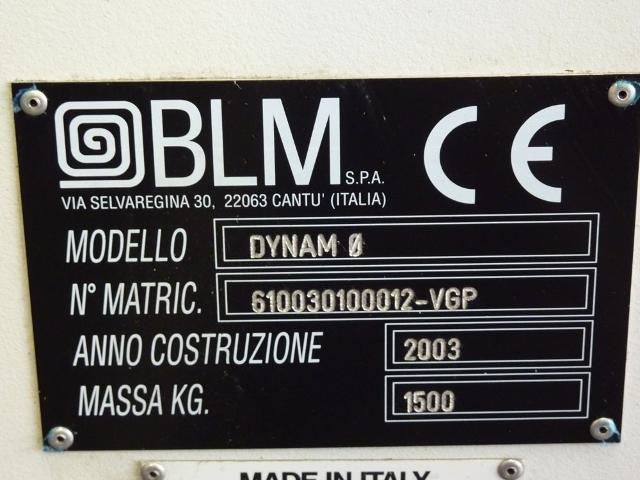 BLM S.P.A. CE
VIA SELVAREGINA 30, 22063 CANTU' (ITALIA)
MODELLO DYNAM 0
N° MATRIC. 610030100012-VGP
ANNO COSTRUZIONE 2003
MASSA KG. 1500
MADE IN ITALY